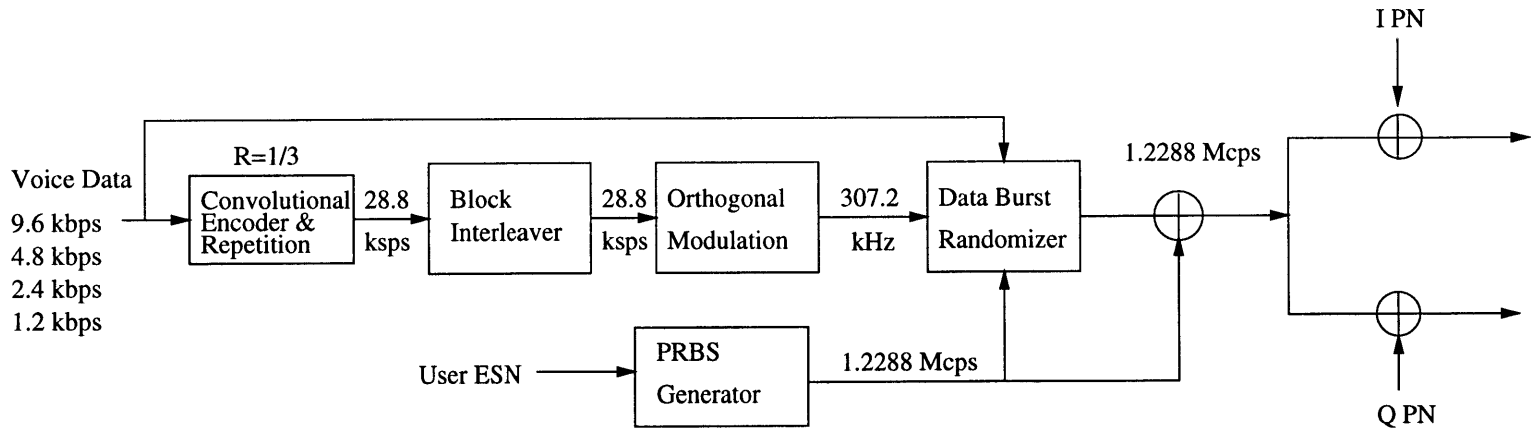 I PN
R=1/3
1.2288 Mcps
Voice Data
9.6 kbps
4.8 kbps
2.4 kbps
1.2 kbps
Convolutional
Encoder &
Repetition
28.8
ksps
Block
Interleaver
28.8
ksps
Orthogonal
Modulation
307.2
kHz
Data Burst
Randomizer
User ESN
PRBS
Generator
1.2288 Mcps
Q PN